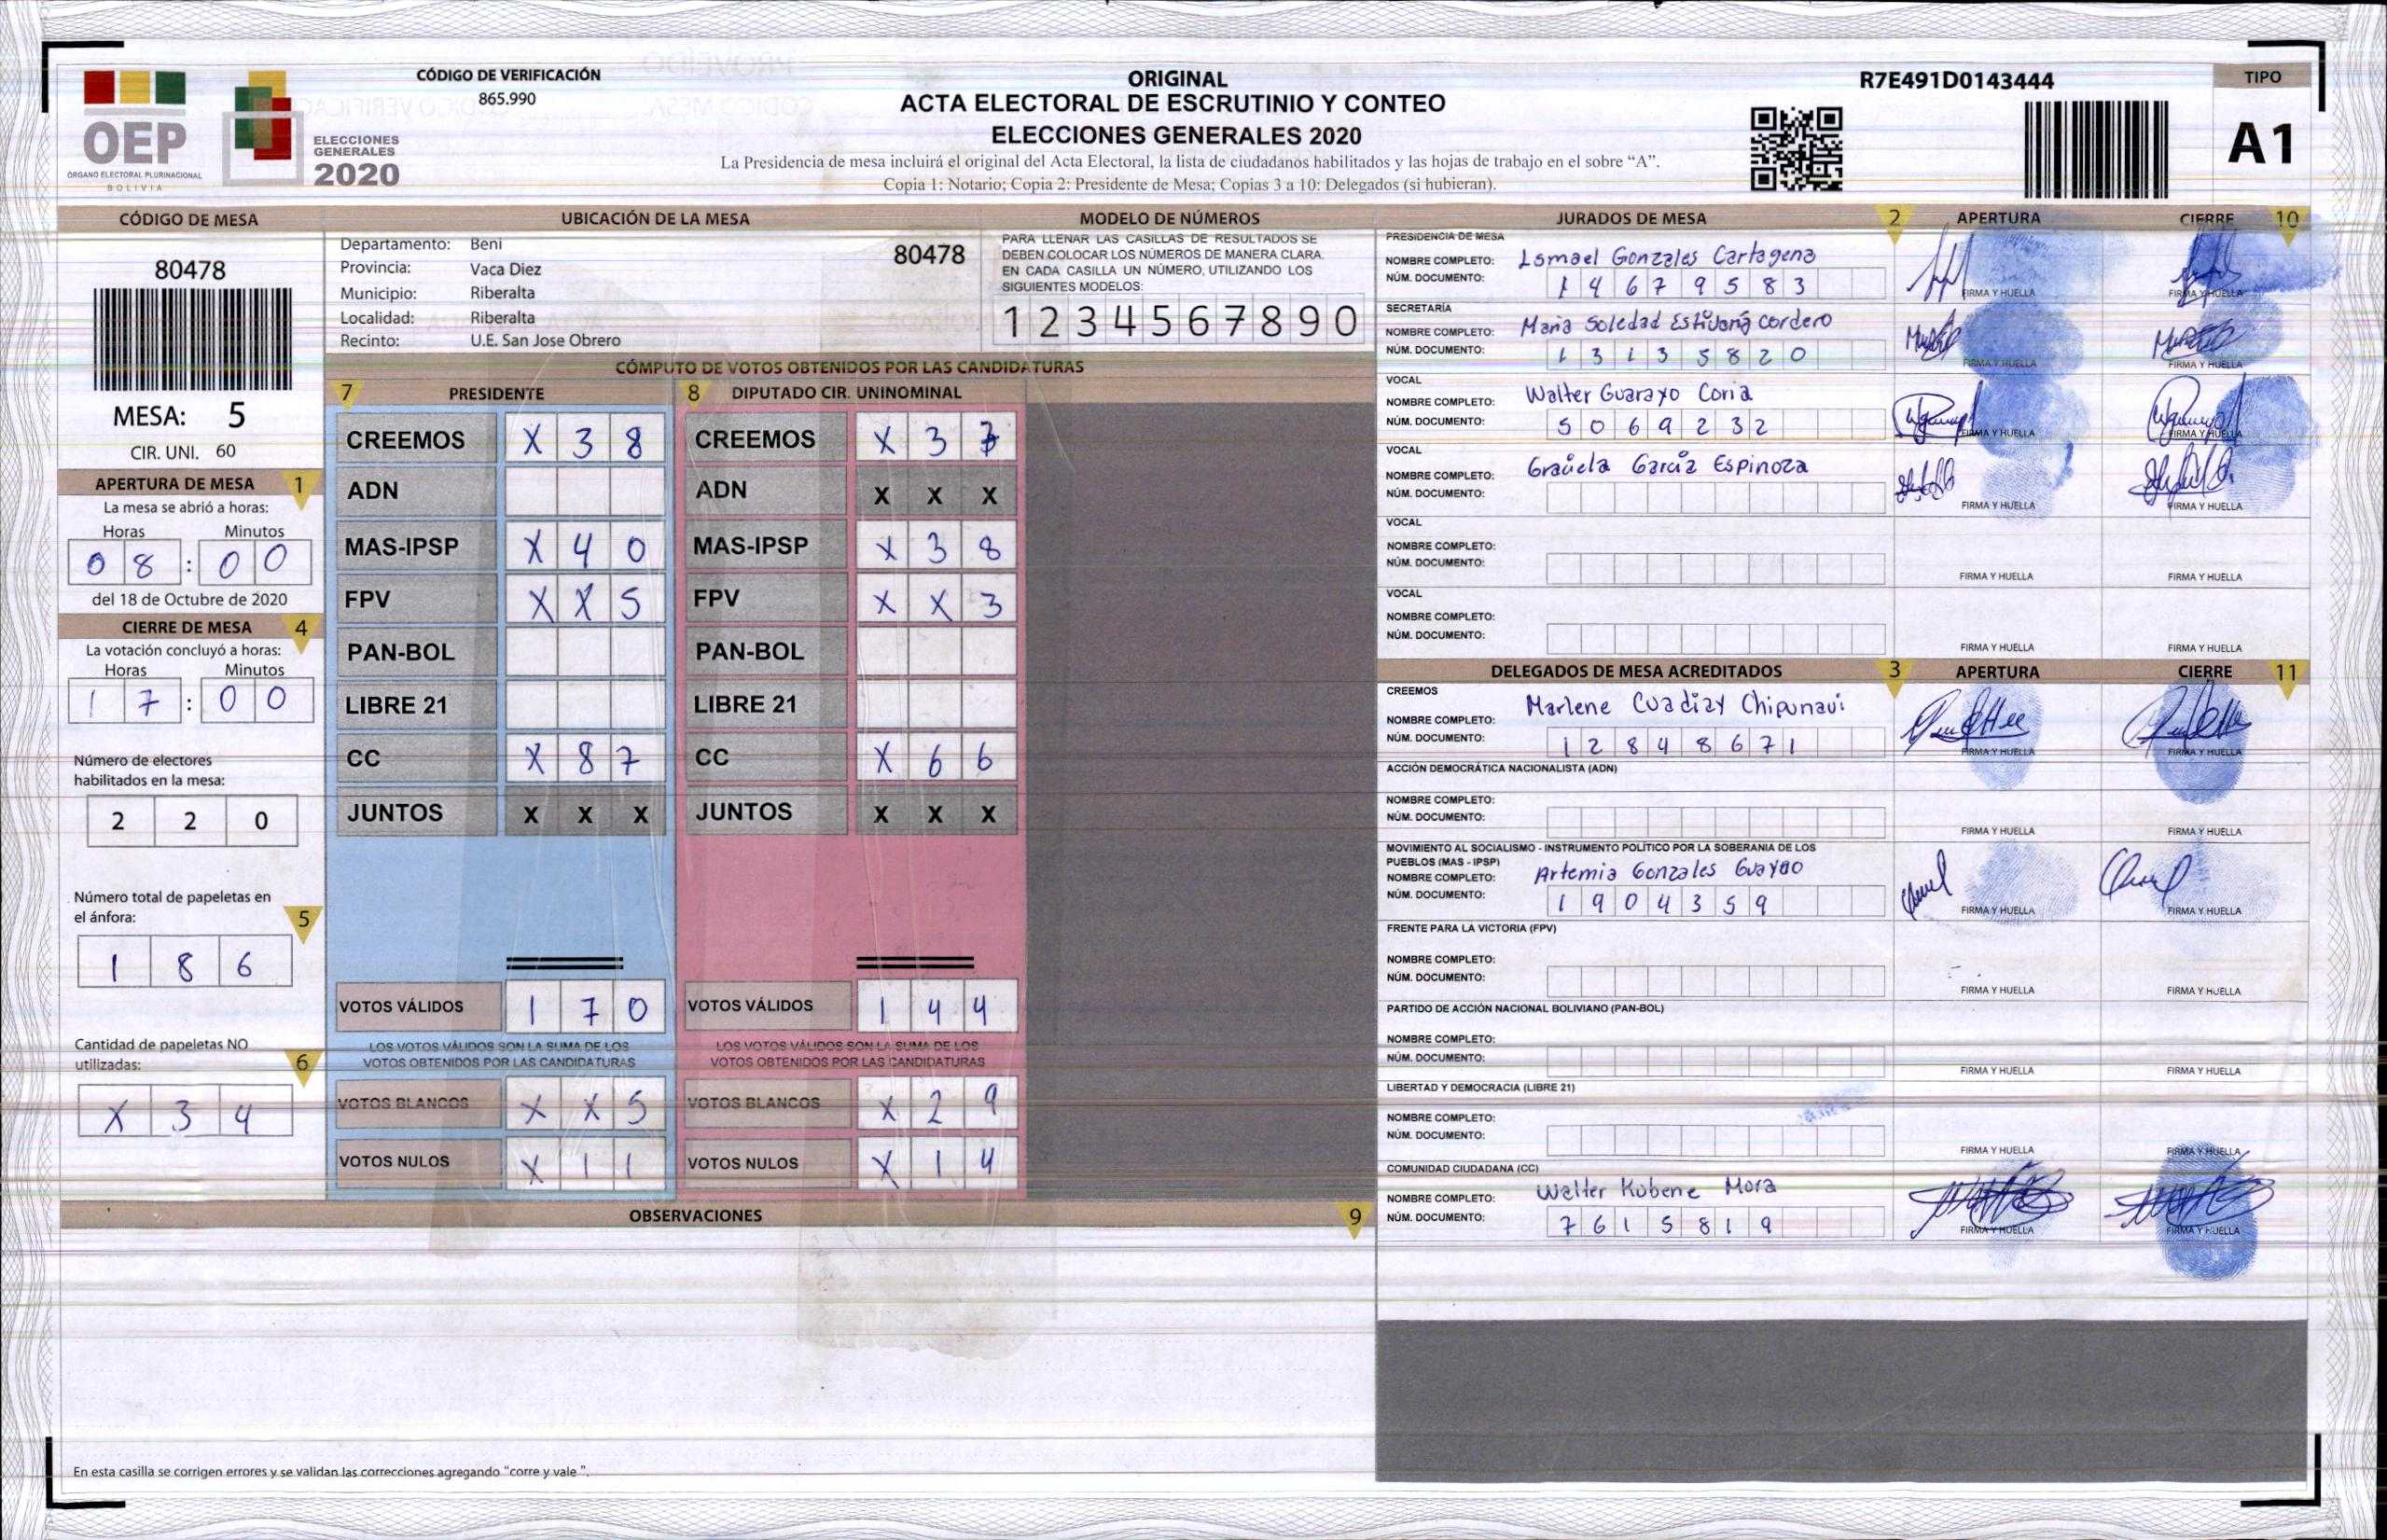 CÓDIGO DE VERIFICACIÓN
865.990
OEP
ÓRGANO ELECTORAL PLURINACIONAL
BOLIVIA
ELECCIONES
GENERALES
2020
ORIGINAL
ACTA ELECTORAL DE ESCRUTINIO Y CONTEO
ELECCIONES GENERALES 2020
La Presidencia de mesa incluirá el original del Acta Electoral, la lista de ciudadanos habilitados y las hojas de trabajo en el sobre “A”.
Copia 1: Notario; Copia 2: Presidente de Mesa; Copias 3 a 10: Delegados (si hubieran).
R7E491D0143444
TIPO
A1
CÓDIGO DE MESA
80478
MESA: 5
CIR. UNI. 60
APERTURA DE MESA 1
La mesa se abrió a horas:
Horas Minutos
08 : 00
del 18 de Octubre de 2020
CIERRE DE MESA 4
La votación concluyó a horas:
Horas Minutos
17 : 00
Número de electores
habilitados en la mesa:
2 2 0
Número total de papeletas en
el ánfora: 5
1 8 6
Cantidad de papeletas NO
utilizadas: 6
X 3 4
UBICACIÓN DE LA MESA
Departamento: Beni 80478
Provincia: Vaca Diez
Municipio: Riberalta
Localidad: Riberalta
Recinto: U.E. San Jose Obrero
MODELO DE NÚMEROS
PARA LLENAR LAS CASILLAS DE RESULTADOS SE
DEBEN COLOCAR LOS NÚMEROS DE MANERA CLARA.
EN CADA CASILLA UN NÚMERO, UTILIZANDO LOS
SIGUIENTES MODELOS:
1 2 3 4 5 6 7 8 9 0
CÓMPUTO DE VOTOS OBTENIDOS POR LAS CANDIDATURAS
7 PRESIDENTE 8 DIPUTADO CIR. UNINOMINAL
CREEMOS X 3 8 CREEMOS X 3
ADN ADN X X X
MAS-IPSP X 4 0 MAS-IPSP X 3 8
FPV X X 5 FPV X X 3
PAN-BOL PAN-BOL
LIBRE 21 LIBRE 21
CC X 8 7 CC X 6 6
JUNTOS X X X JUNTOS X X X
VOTOS VÁLIDOS 1 7 0 VOTOS VÁLIDOS 1 4 4
LOS VOTOS VÁLIDOS SON LA SUMA DE LOS LOS VOTOS VÁLIDOS SON LA SUMA DE LOS
VOTOS OBTENIDOS POR LAS CANDIDATURAS VOTOS OBTENIDOS POR LAS CANDIDATURAS
VOTOS BLANCOS X X 5 VOTOS BLANCOS X 2 9
VOTOS NULOS X 1 1 VOTOS NULOS X 1 4
OBSERVACIONES 9
En esta casilla se corrigen errores y se validan las correcciones agregando “corre y vale ”.
JURADOS DE MESA 2 APERTURA CIERRE 10
PRESIDENCIA DE MESA
NOMBRE COMPLETO: Ismael Gonzales Cartagena
NÚM. DOCUMENTO: 1 4 6 7 9 5 8 3
FIRMA Y HUELLA FIRMA Y HUELLA
SECRETARÍA
NOMBRE COMPLETO: Maria Soledad Cordero
NÚM. DOCUMENTO: 1 3 1 3 5 8 2 0
FIRMA Y HUELLA FIRMA Y HUELLA
VOCAL
NOMBRE COMPLETO: Walter Guarayo Coria
NÚM. DOCUMENTO: 5 0 6 9 2 3 2
FIRMA Y HUELLA FIRMA Y HUELLA
VOCAL
NOMBRE COMPLETO: Graciela Garcia Espinoza
NÚM. DOCUMENTO:
FIRMA Y HUELLA FIRMA Y HUELLA
VOCAL
NOMBRE COMPLETO:
NÚM. DOCUMENTO:
FIRMA Y HUELLA FIRMA Y HUELLA
VOCAL
NOMBRE COMPLETO:
NÚM. DOCUMENTO:
FIRMA Y HUELLA FIRMA Y HUELLA
DELEGADOS DE MESA ACREDITADOS 3 APERTURA CIERRE 11
CREEMOS
NOMBRE COMPLETO: Marlene Cuadiay Chipunavi
NÚM. DOCUMENTO: 1 2 8 4 8 6 7 1
FIRMA Y HUELLA FIRMA Y HUELLA
ACCIÓN DEMOCRÁTICA NACIONALISTA (ADN)
NOMBRE COMPLETO:
NÚM. DOCUMENTO:
FIRMA Y HUELLA FIRMA Y HUELLA
MOVIMIENTO AL SOCIALISMO - INSTRUMENTO POLÍTICO POR LA SOBERANIA DE LOS
PUEBLOS (MAS - IPSP)
NOMBRE COMPLETO: Artemia Gonzales Guayao
NÚM. DOCUMENTO: 1 9 0 4 3 5 9
FIRMA Y HUELLA FIRMA Y HUELLA
FRENTE PARA LA VICTORIA (FPV)
NOMBRE COMPLETO:
NÚM. DOCUMENTO:
FIRMA Y HUELLA FIRMA Y HUELLA
PARTIDO DE ACCIÓN NACIONAL BOLIVIANO (PAN-BOL)
NOMBRE COMPLETO:
NÚM. DOCUMENTO:
FIRMA Y HUELLA FIRMA Y HUELLA
LIBERTAD Y DEMOCRACIA (LIBRE 21)
NOMBRE COMPLETO:
NÚM. DOCUMENTO:
FIRMA Y HUELLA FIRMA Y HUELLA
COMUNIDAD CIUDADANA (CC)
NOMBRE COMPLETO: Walter Kubene Mora
NÚM. DOCUMENTO: 7 6 1 5 8 1 9
FIRMA Y HUELLA FIRMA Y HUELLA